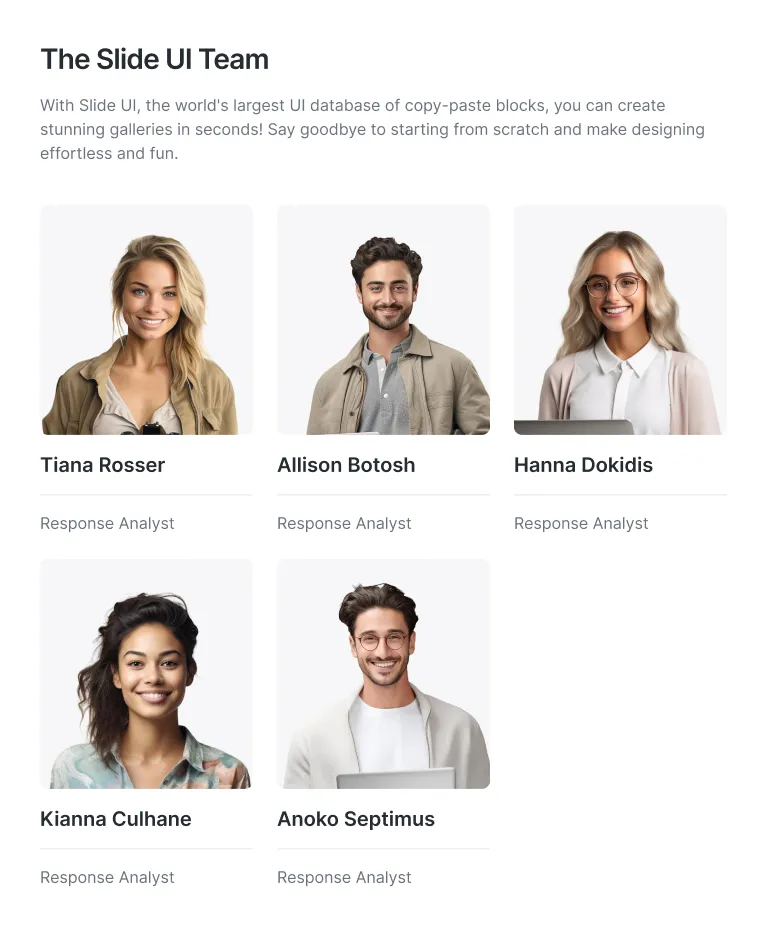 The Slide UI Team
With Slide UI, the world's largest UI database of copy-paste blocks, you can create
stunning galleries in seconds! Say goodbye to starting from scratch and make designing
effortless and fun.
Tiana Rosser
Allison Botosh
Hanna Dokidis
Response Analyst
Response Analyst
Response Analyst
Kianna Culhane
Anoko Septimus
Response Analyst
Response Analyst